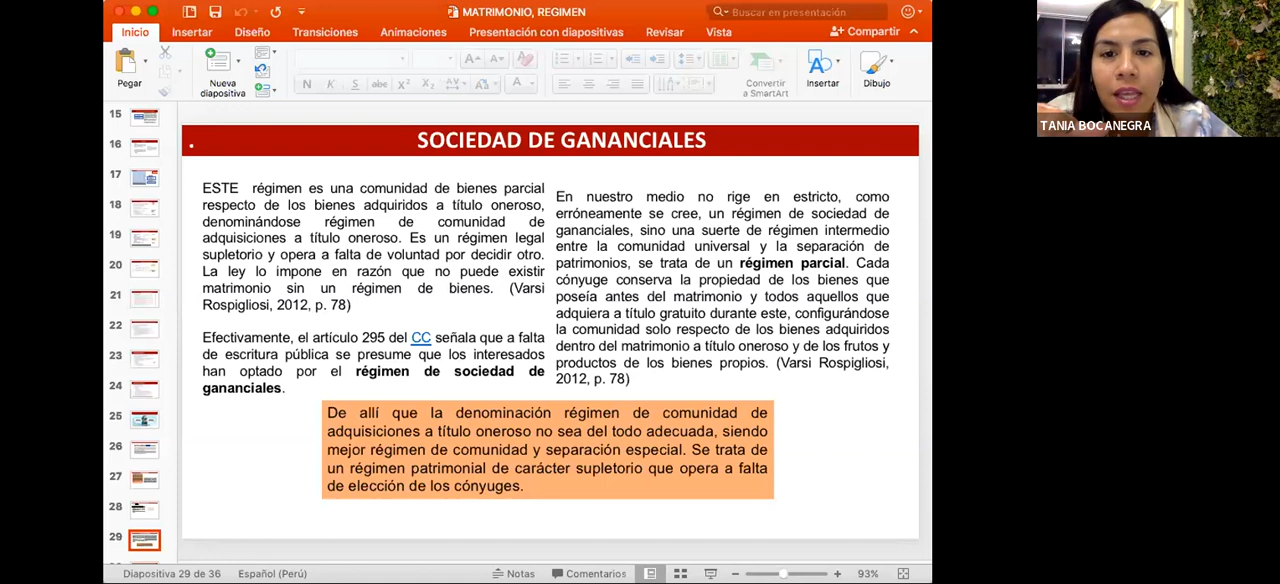 MATRIMONIO, REGIMEN
Buscar en presentación
Inicio Insertar Diseño Transiciones Animaciones Presentación con diapositivas Revisar Vista
Compartir
Pegar
Nueva
diapositiva
N K S abc X² X₂
Convertir
a SmartArt
Insertar
Dibujo
15
16
17
18
19
20
21
22
23
24
25
26
27
28
29
SOCIEDAD DE GANANCIALES
ESTE régimen es una comunidad de bienes parcial
respecto de los bienes adquiridos a título oneroso,
denominándose régimen de comunidad de
adquisiciones a título oneroso. Es un régimen legal
supletorio y opera a falta de voluntad por decidir otro.
La ley lo impone en razón que no puede existir
matrimonio sin un régimen de bienes. (Varsi
Rospigliosi, 2012, p. 78)
Efectivamente, el artículo 295 del CC señala que a falta
de escritura pública se presume que los interesados
han optado por el régimen de sociedad de
gananciales.
En nuestro medio no rige en estricto, como
erróneamente se cree, un régimen de sociedad de
gananciales, sino una suerte de régimen intermedio
entre la comunidad universal y la separación de
patrimonios, se trata de un régimen parcial. Cada
cónyuge conserva la propiedad de los bienes que
poseía antes del matrimonio y todos aquellos que
adquiera a título gratuito durante este, configurándose
la comunidad solo respecto de los bienes adquiridos
dentro del matrimonio a título oneroso y de los frutos y
productos de los bienes propios. (Varsi Rospigliosi,
2012, p. 78)
De allí que la denominación régimen de comunidad de
adquisiciones a título oneroso no sea del todo adecuada, siendo
mejor régimen de comunidad y separación especial. Se trata de
un régimen patrimonial de carácter supletorio que opera a falta
de elección de los cónyuges.
Diapositiva 29 de 36 Español (Perú) Notas Comentarios 93%
TANIA BOCANEGRA